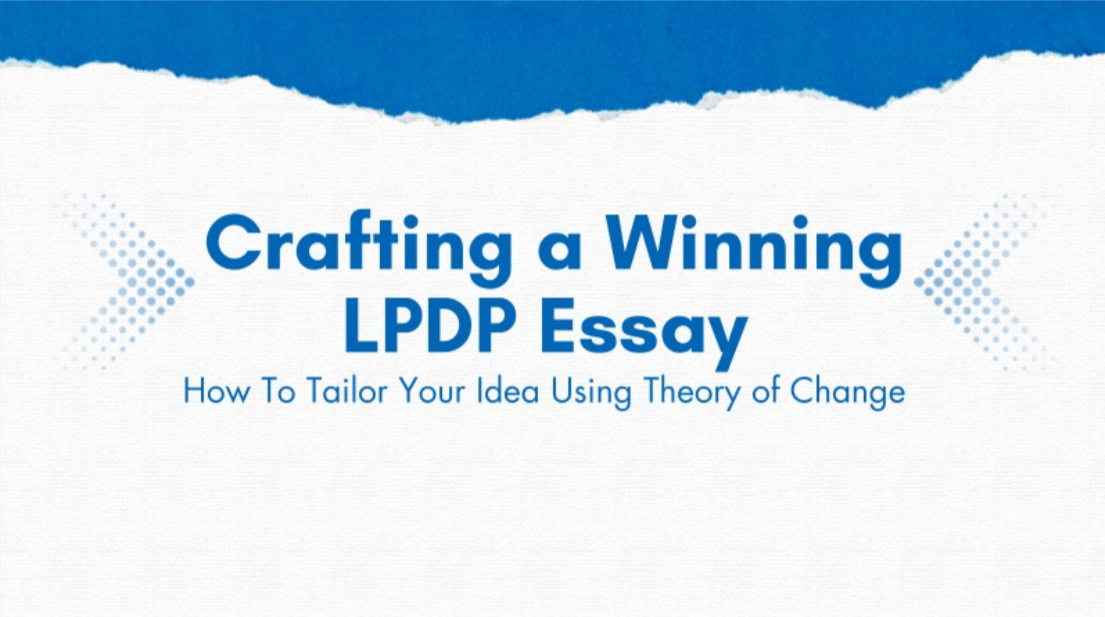 Crafting a Winning
LPDP Essay
How To Tailor Your Idea Using Theory of Change